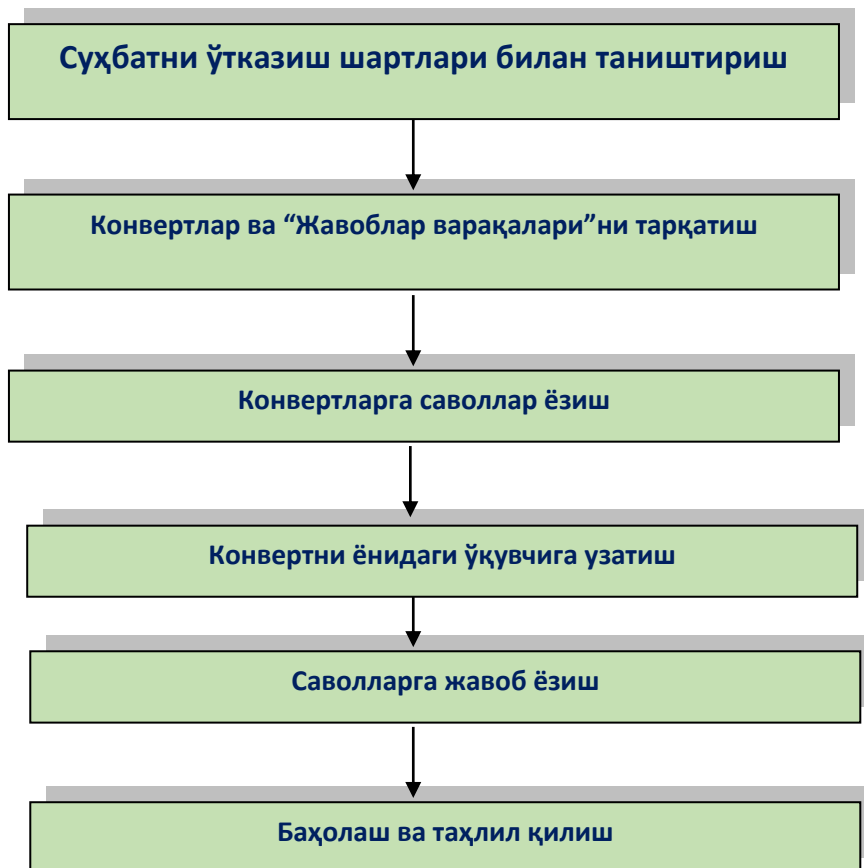 Суҳбатни ўтказиш шартлари билан таништириш
Конвертлар ва “Жавоблар варақалари”ни тарқатиш
Конвертларга саволлар ёзиш
Конвертни ёнидаги ўқувчига узатиш
Саволларга жавоб ёзиш
Баҳолаш ва таҳлил қилиш